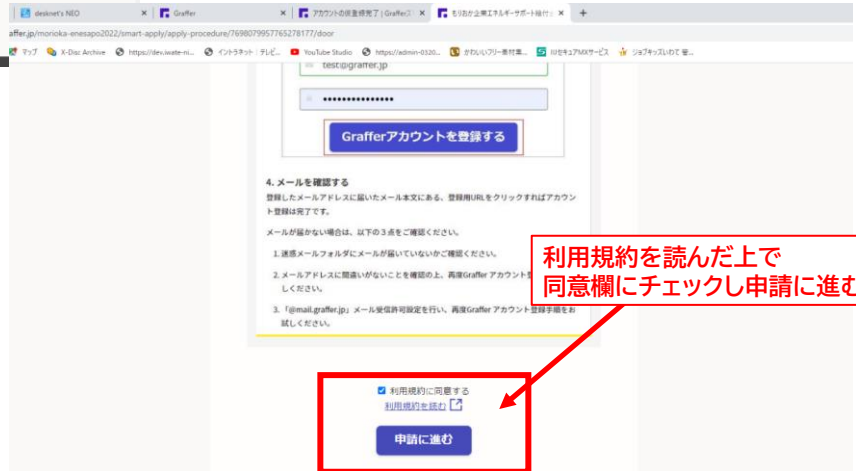 desknet's NEO
Graffer
アカウントの仮登録完了 | Grafferス
もりおか企業エネルギーサポート給付
affer.jp/morioka-enesapo2022/smart-apply/apply-procedure/7698079957765278177/door
マップ
X-Disc Archive
https://dev.iwate-ni...
イントラネット | テレビ...
YouTube Studio
https://admin-0320...
かわいいフリー素材集...
ジョブキッズいわて 管...
test@graffer.jp
Grafferアカウントを登録する
4. メールを確認する
登録したメールアドレスに届いたメール本文にある、登録用URLをクリックすればアカウン
ト登録は完了です。
メールが届かない場合は、以下の３点をご確認ください。
1. 迷惑メールフォルダにメールが届いていないかご確認ください。
2. メールアドレスに間違いがないことを確認の上、再度Graffer アカウント
しください。
3. 「@mail.graffer.jp」メール受信許可設定を行い、再度Graffer アカウント登録手順をお
試しください。
利用規約を読んだ上で
同意欄にチェックし申請に進む
利用規約に同意する
利用規約を読む
申請に進む